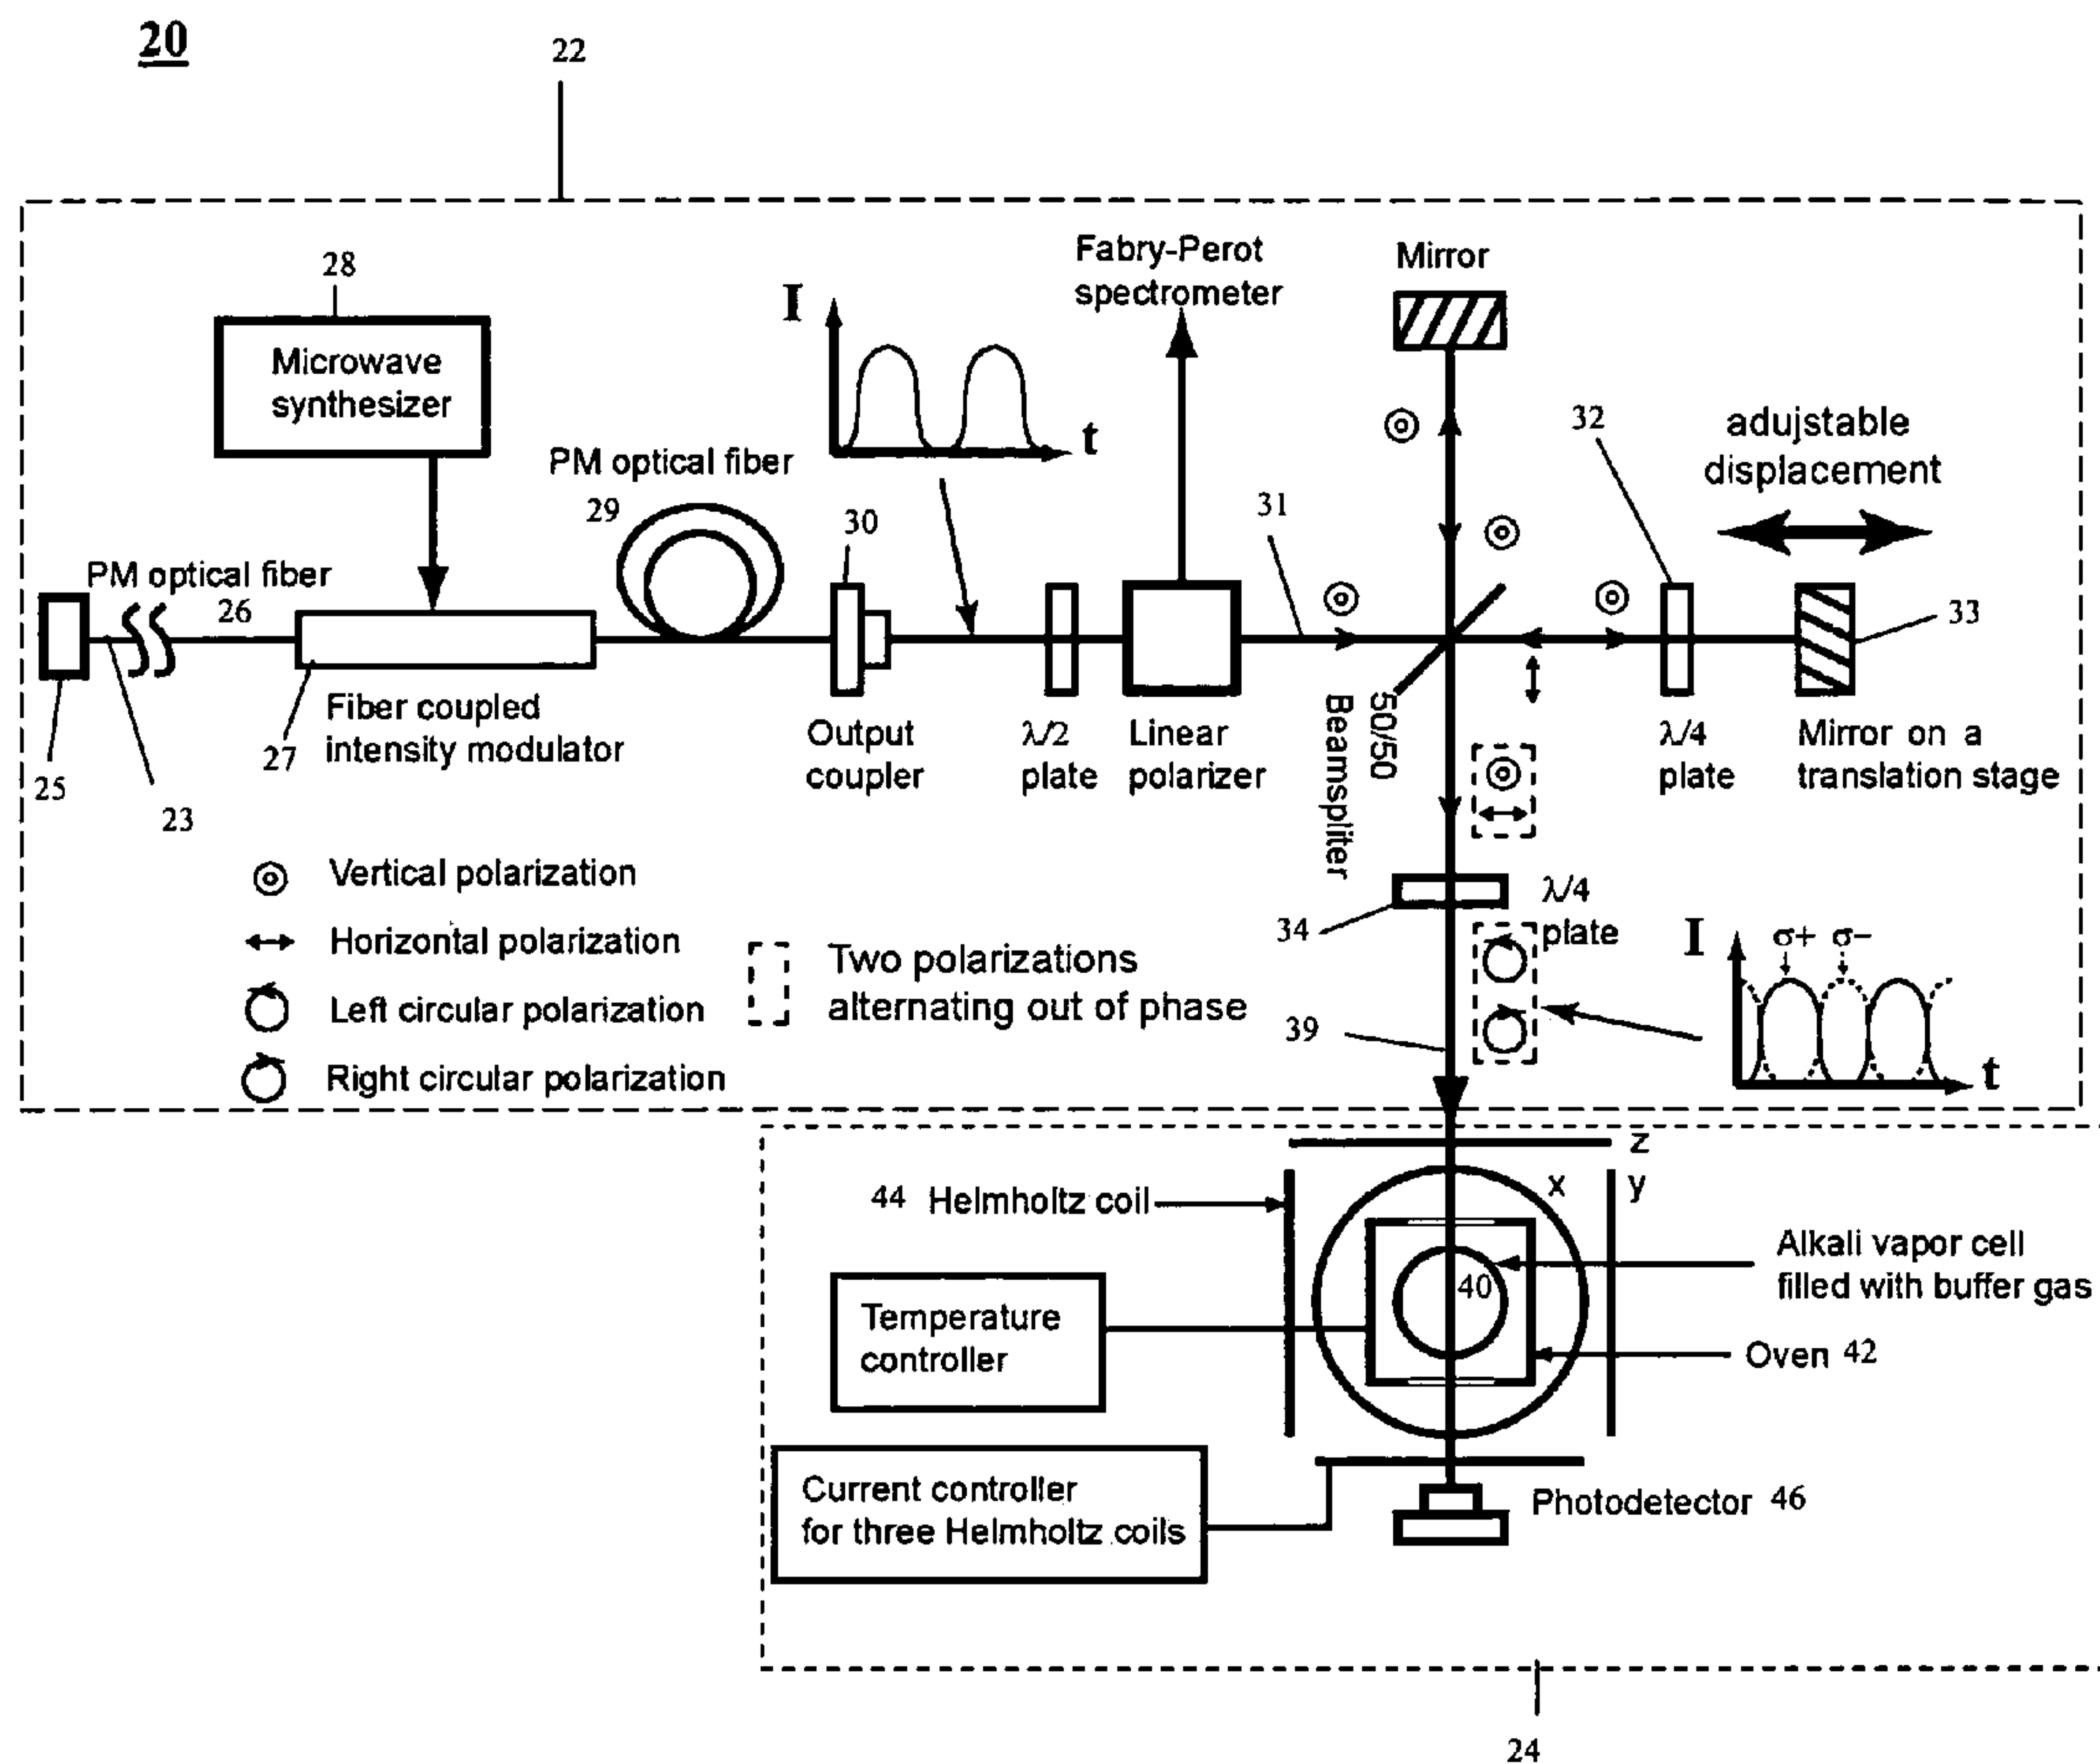 20
22
28
Microwave
synthesizer
I
t
Fabry-Perot
spectrometer
Mirror
32
adujstable
displacement
PM optical fiber
29
30
31
PM optical fiber
26
33
25
23
27
Fiber coupled
intensity modulator
Output
coupler
λ/2
plate
Linear
polarizer
50/50
Beamspliter
λ/4
plate
Mirror on a
translation stage
Vertical polarization
Horizontal polarization
Left circular polarization
Right circular polarization
Two polarizations
alternating out of phase
34
λ/4
plate
39
I
σ+ σ-
t
z
x
y
44 Helmholtz coil
40
Alkali vapor cell
filled with buffer gas
Temperature
controller
Oven 42
Current controller
for three Helmholtz coils
Photodetector 46
24